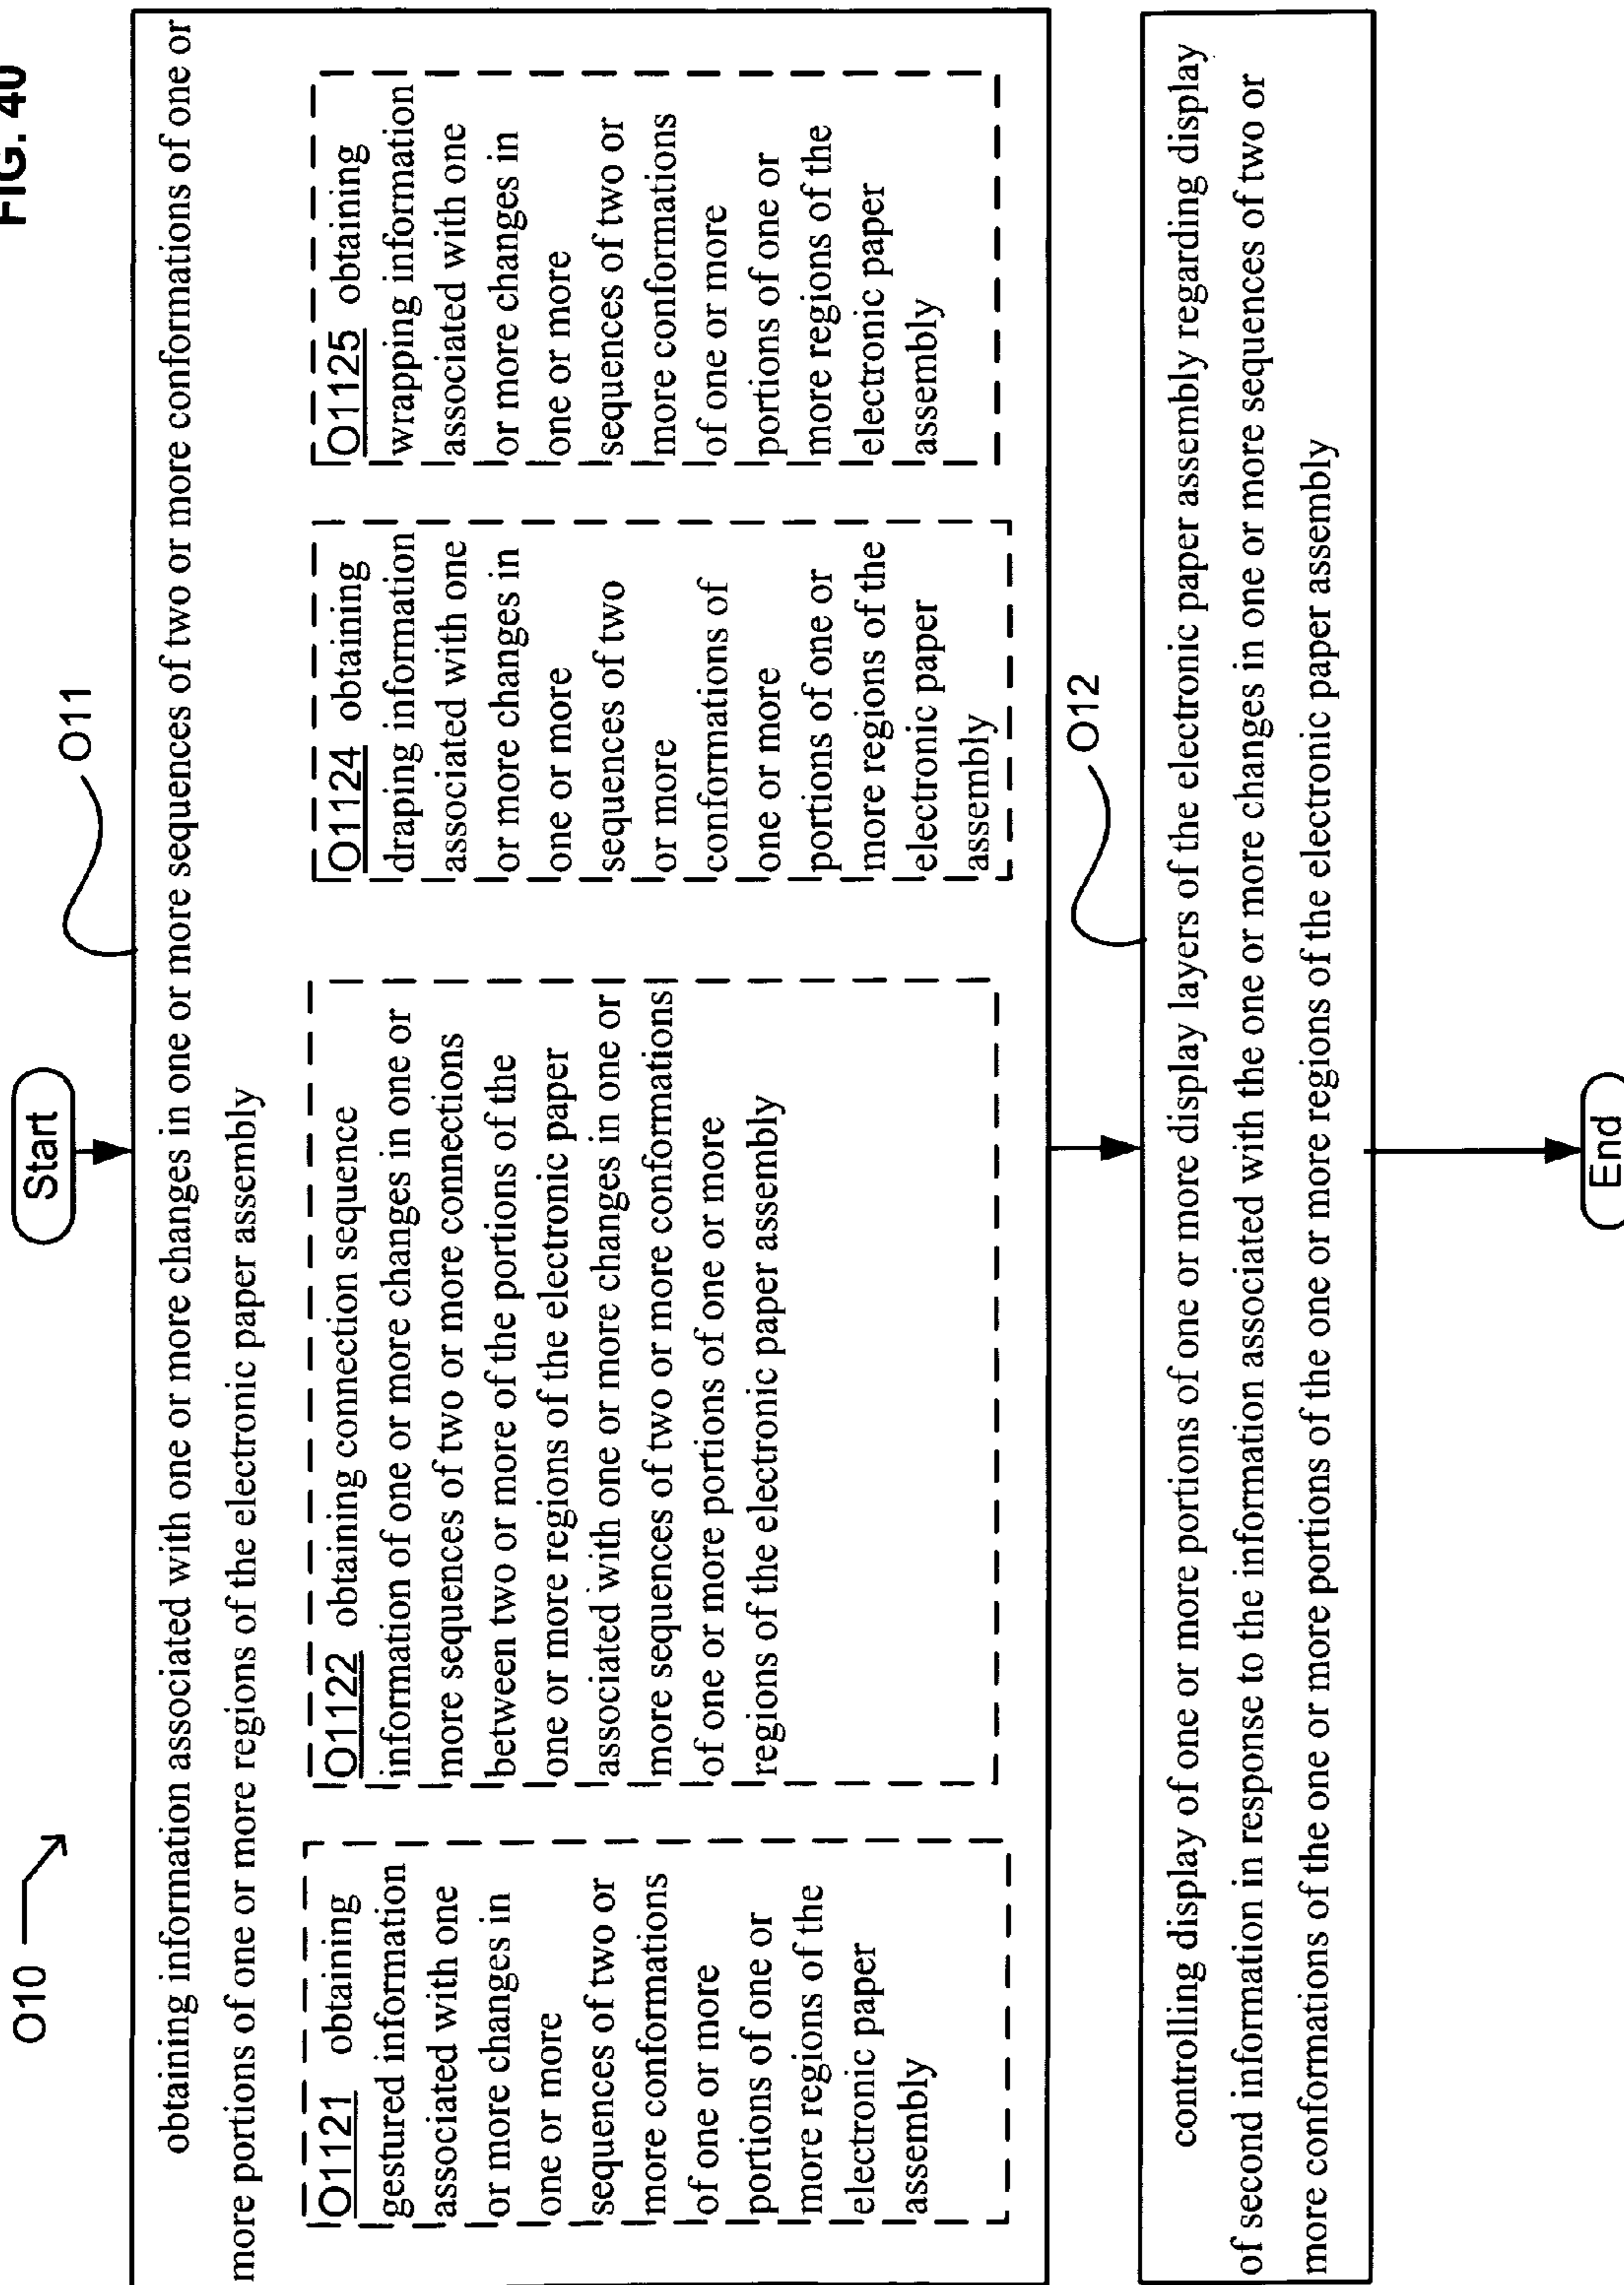 FIG. 40
O10
Start
O11
obtaining information associated with one or more changes in one or more sequences of two or more conformations of one or
more portions of one or more regions of the electronic paper assembly
O1121 obtaining
gestured information
associated with one
or more changes in
one or more
sequences of two or
more conformations
of one or more
portions of one or
more regions of the
electronic paper
assembly
O1122 obtaining connection sequence
information of one or more changes in one or
more sequences of two or more connections
between two or more of the portions of the
one or more regions of the electronic paper
associated with one or more changes in one or
more sequences of two or more conformations
of one or more portions of one or more
regions of the electronic paper assembly
O1124 obtaining
draping information
associated with one
or more changes in
one or more
sequences of two
or more
conformations of
one or more
portions of one or
more regions of the
electronic paper
assembly
O1125 obtaining
wrapping information
associated with one
or more changes in
one or more
sequences of two or
more conformations
of one or more
portions of one or
more regions of the
electronic paper
assembly
O12
controlling display of one or more portions of one or more display layers of the electronic paper assembly regarding display
of second information in response to the information associated with the one or more changes in one or more sequences of two or
more conformations of the one or more portions of the one or more regions of the electronic paper assembly
End